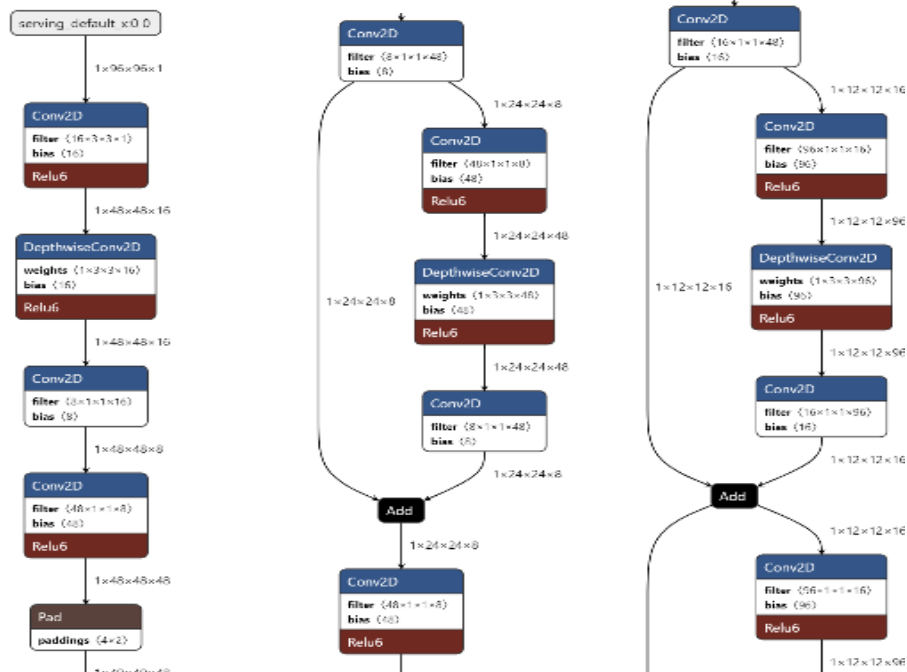 serving_default_x:0:0
1×96×96×1
Conv2D
filter ⟨16×3×3×1⟩
bias ⟨16⟩
Relu6
1×48×48×16
DepthwiseConv2D
weights ⟨1×3×3×16⟩
bias ⟨16⟩
Relu6
1×48×48×16
Conv2D
filter ⟨8×1×1×16⟩
bias ⟨8⟩
1×48×48×8
Conv2D
filter ⟨48×1×1×8⟩
bias ⟨48⟩
Relu6
1×48×48×48
Pad
paddings ⟨4×2⟩
Conv2D
filter ⟨8×1×1×48⟩
bias ⟨8⟩
1×24×24×8
Conv2D
filter ⟨48×1×1×8⟩
bias ⟨48⟩
Relu6
1×24×24×48
DepthwiseConv2D
weights ⟨1×3×3×48⟩
bias ⟨48⟩
Relu6
1×24×24×8
1×24×24×48
Conv2D
filter ⟨8×1×1×48⟩
bias ⟨8⟩
1×24×24×8
Add
1×24×24×8
Conv2D
filter ⟨48×1×1×8⟩
bias ⟨48⟩
Relu6
Conv2D
filter ⟨16×1×1×48⟩
bias ⟨16⟩
1×12×12×16
Conv2D
filter ⟨96×1×1×16⟩
bias ⟨96⟩
Relu6
1×12×12×96
DepthwiseConv2D
weights ⟨1×3×3×96⟩
bias ⟨96⟩
Relu6
1×12×12×16
1×12×12×96
Conv2D
filter ⟨16×1×1×96⟩
bias ⟨16⟩
1×12×12×16
Add
1×12×12×16
Conv2D
filter ⟨96×1×1×16⟩
bias ⟨96⟩
Relu6
1×12×12×96